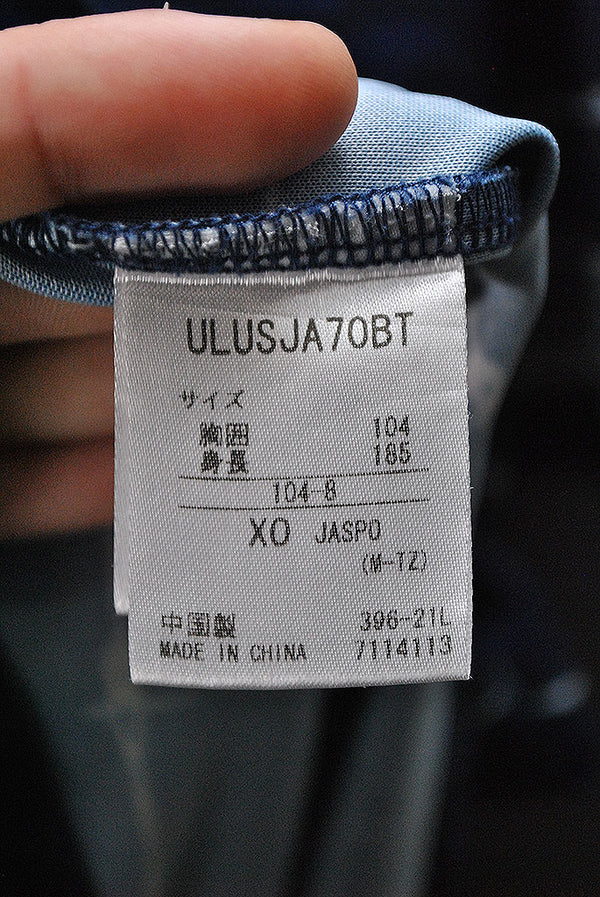 ULUSJA70BT
サイズ
胸囲 104
身長 185
104-8
XO JASPO
(M-TZ)
中国製 396-21L
MADE IN CHINA 7114113